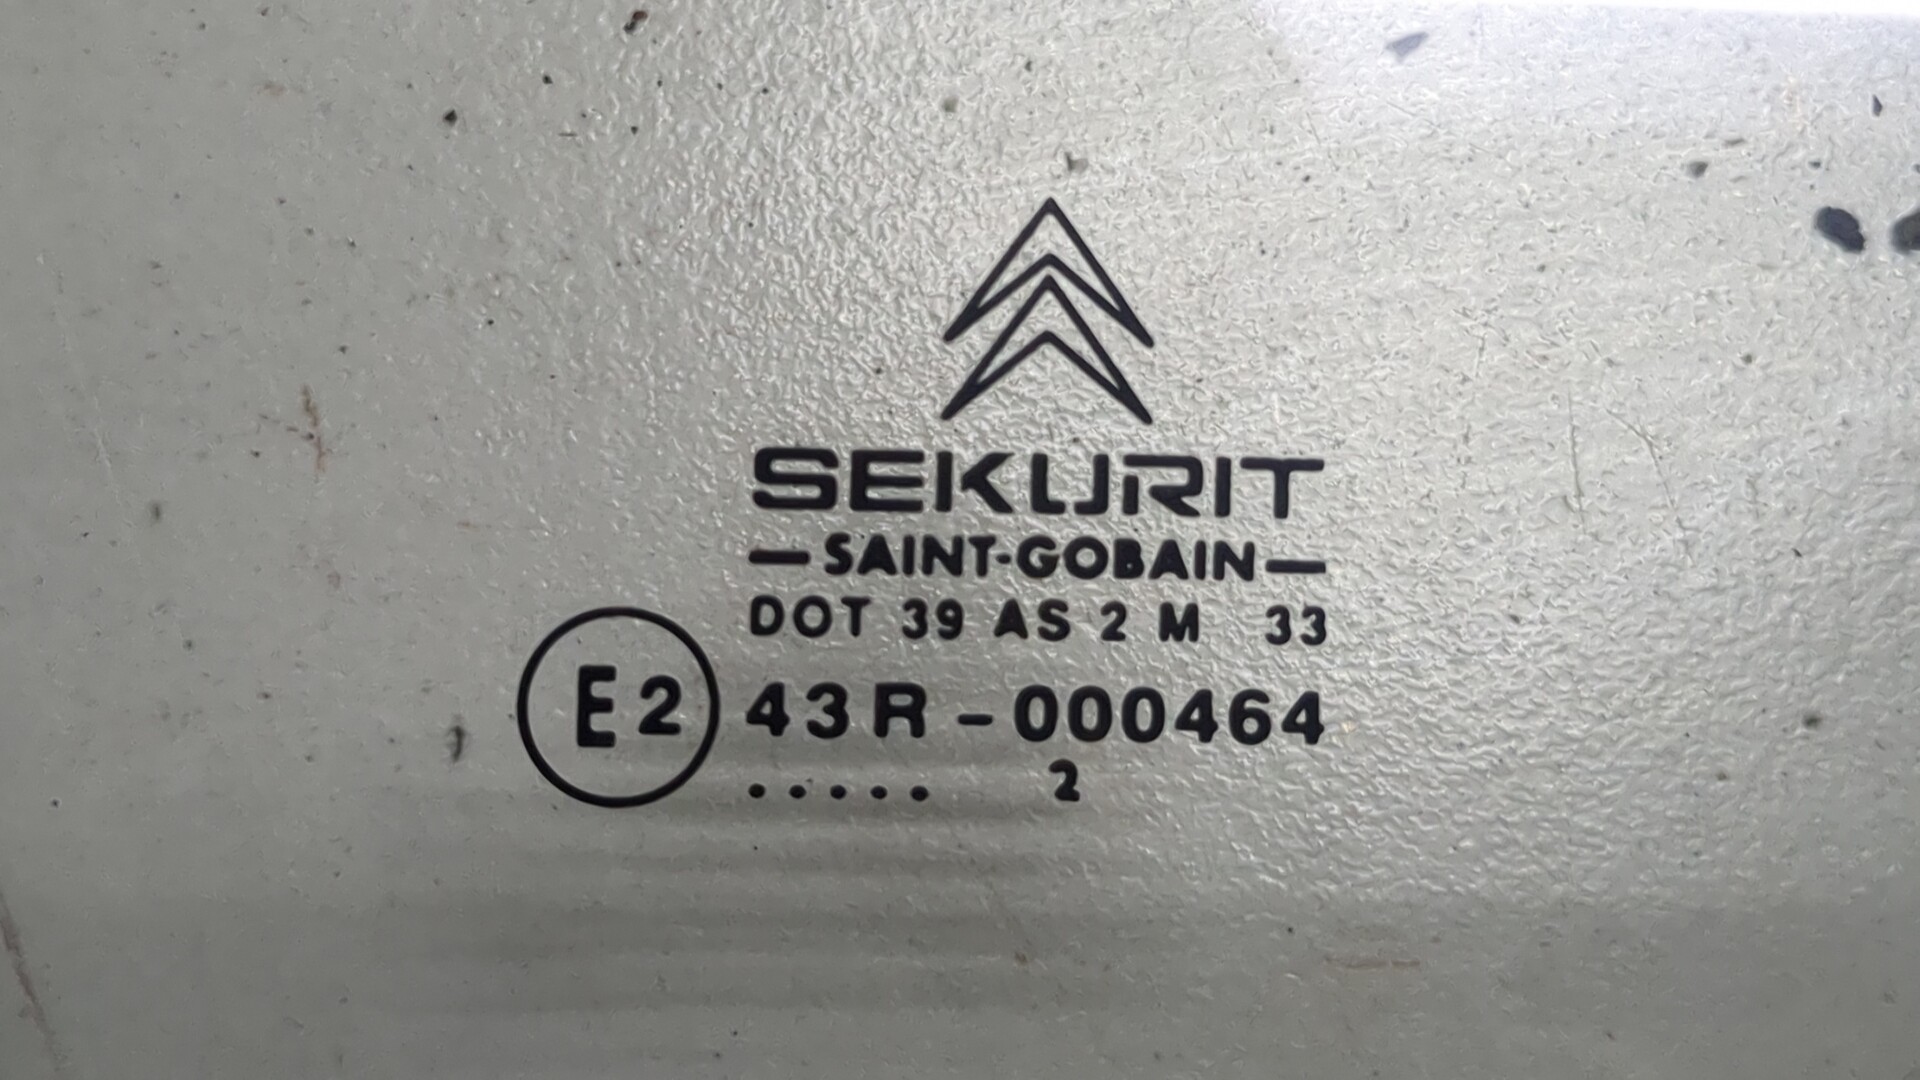 SEKURIT
—SAINT-GOBAIN—
DOT 39 AS 2 M 33
E2 43R-000464
..... 2